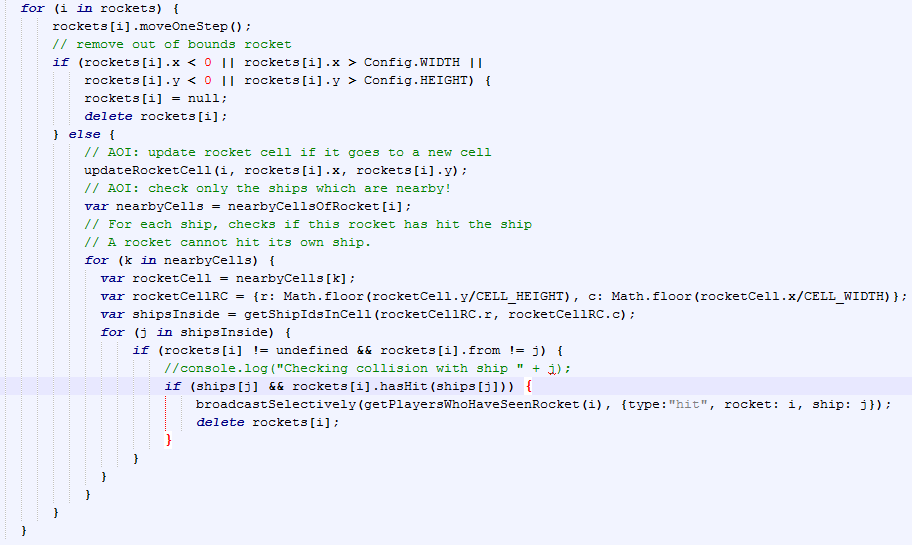 for (i in rockets) {
rockets[i].moveOneStep();
// remove out of bounds rocket
if (rockets[i].x < 0 || rockets[i].x > Config.WIDTH ||
rockets[i].y < 0 || rockets[i].y > Config.HEIGHT) {
rockets[i] = null;
delete rockets[i];
} else {
// AOI: update rocket cell if it goes to a new cell
updateRocketCell(i, rockets[i].x, rockets[i].y);
// AOI: check only the ships which are nearby!
var nearbyCells = nearbyCellsOfRocket[i];
// For each ship, checks if this rocket has hit the ship
// A rocket cannot hit its own ship.
for (k in nearbyCells) {
var rocketCell = nearbyCells[k];
var rocketCellRC = {r: Math.floor(rocketCell.y/CELL_HEIGHT), c: Math.floor(rocketCell.x/CELL_WIDTH)};
var shipsInside = getShipIdsInCell(rocketCellRC.r, rocketCellRC.c);
for (j in shipsInside) {
if (rockets[i] != undefined && rockets[i].from != j) {
//console.log("Checking collision with ship " + j);
if (ships[j] && rockets[i].hasHit(ships[j])) {
broadcastSelectively(getPlayersWhoHaveSeenRocket(i), {type:"hit", rocket: i, ship: j});
delete rockets[i];
}
}
}
}
}
}